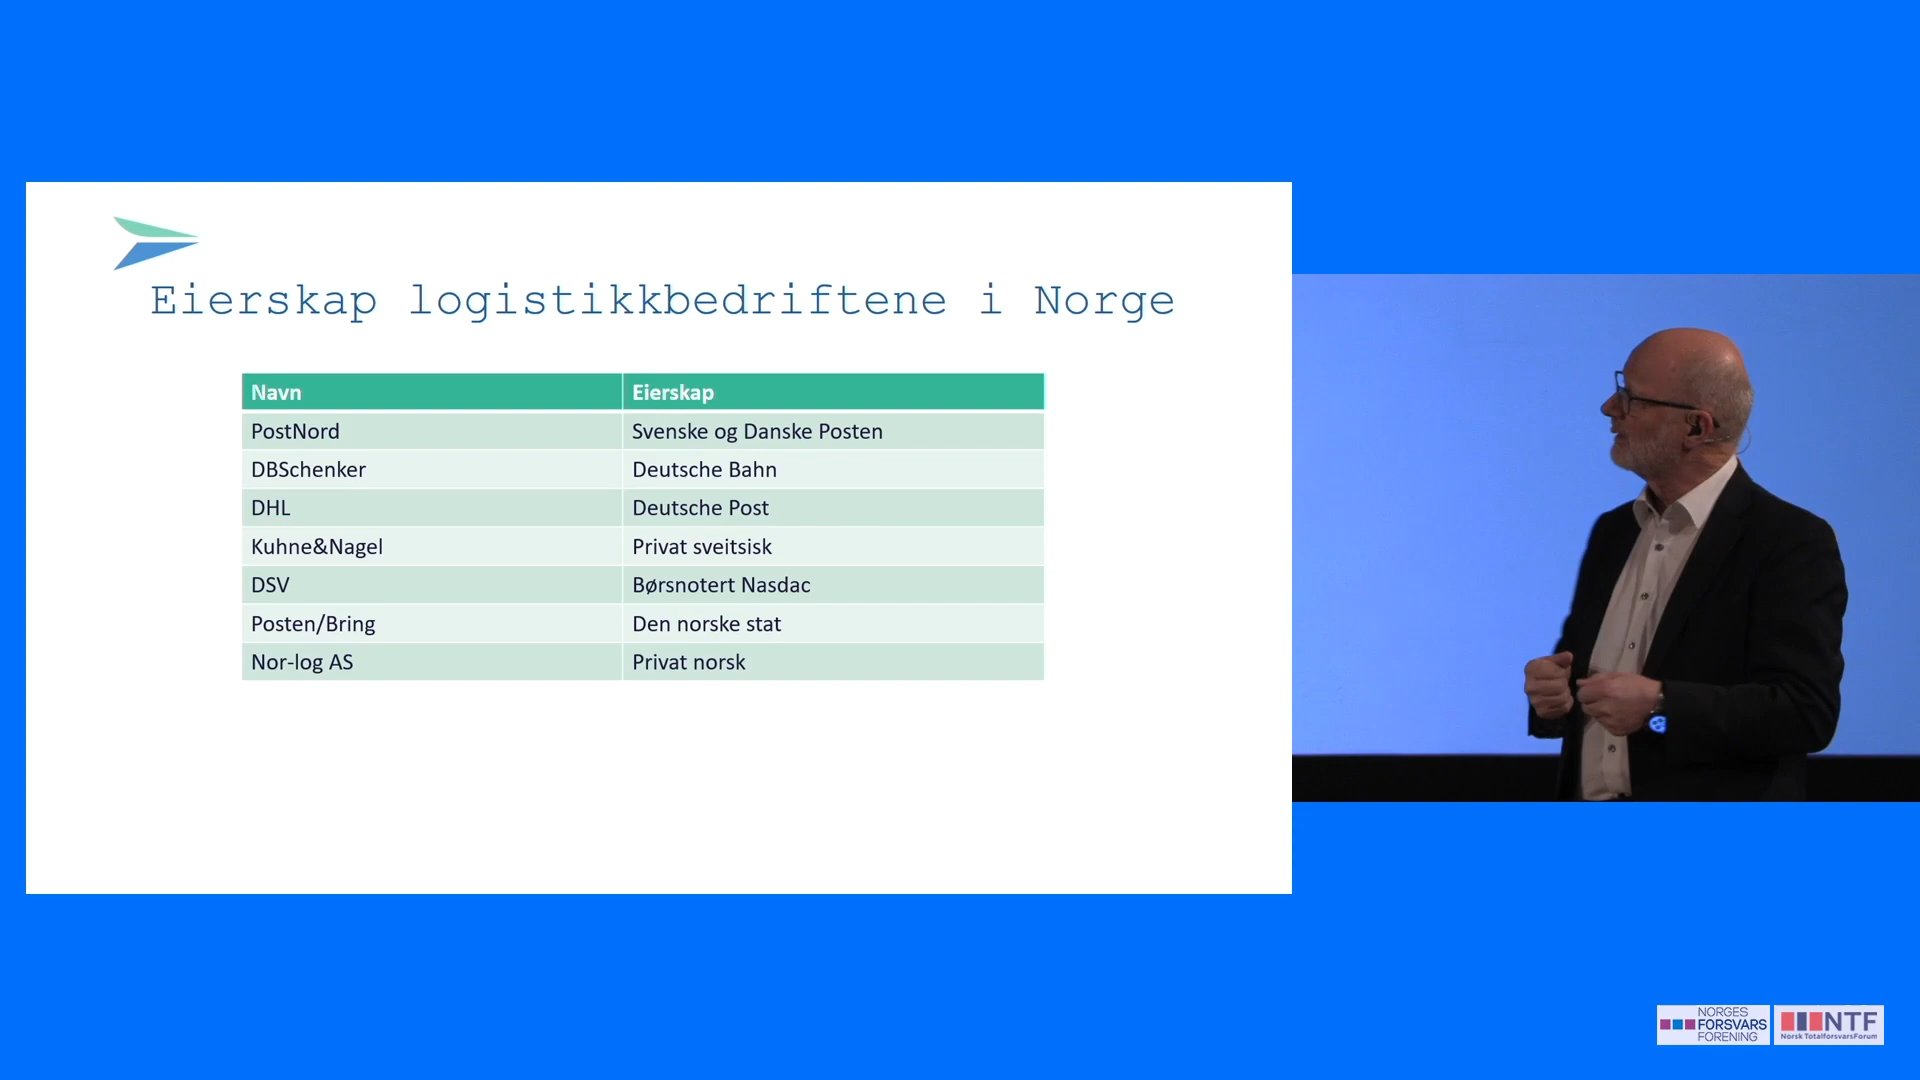 Eierskap logistikkbedriftene i Norge
Navn Eierskap
PostNord Svenske og Danske Posten
DBSchenker Deutsche Bahn
DHL Deutsche Post
Kuhne&Nagel Privat sveitsisk
DSV Børsnotert Nasdac
Posten/Bring Den norske stat
Nor-log AS Privat norsk
NORGES
FORSVARS
FORENING
NTF
Norsk TotalforsvarsForum